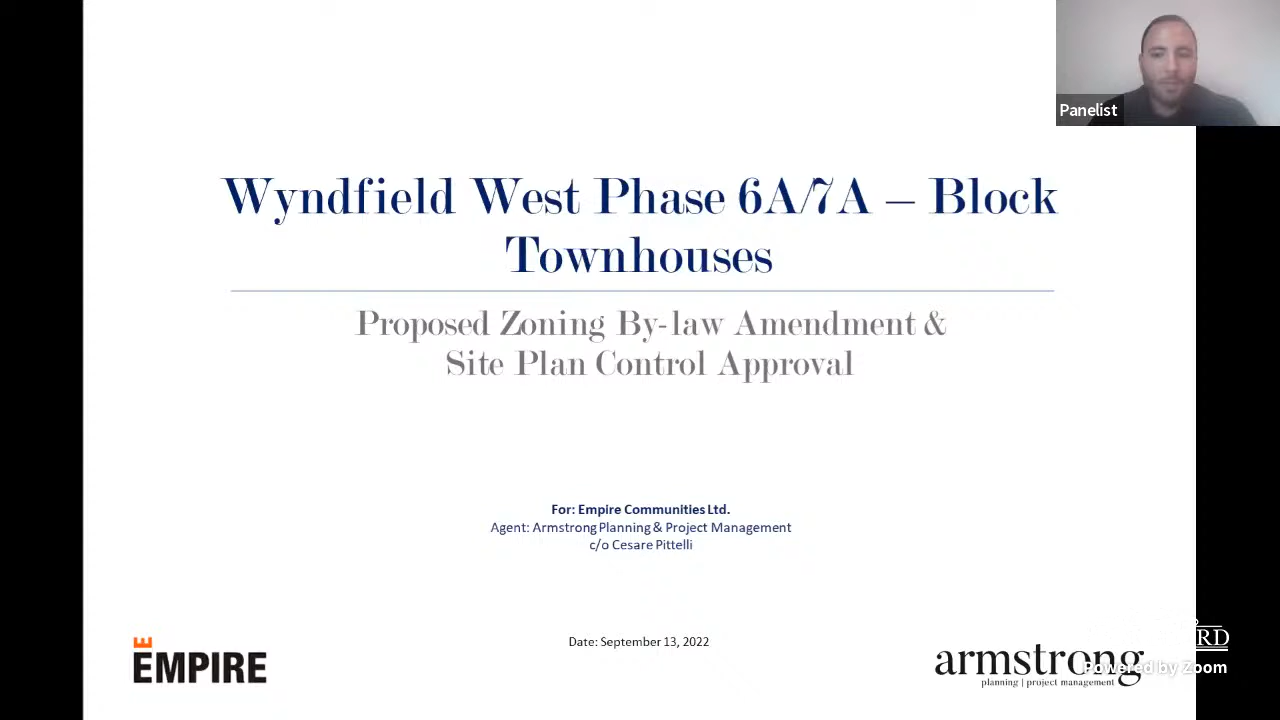 Panelist
Wyndfield West Phase 6A/7A – Block
Townhouses
Proposed Zoning By-law Amendment &
Site Plan Control Approval
For: Empire Communities Ltd.
Agent: Armstrong Planning & Project Management
c/o Cesare Pittelli
Date: September 13, 2022
EMPIRE
armstrong
planning | project management
RD
Powered by Zoom